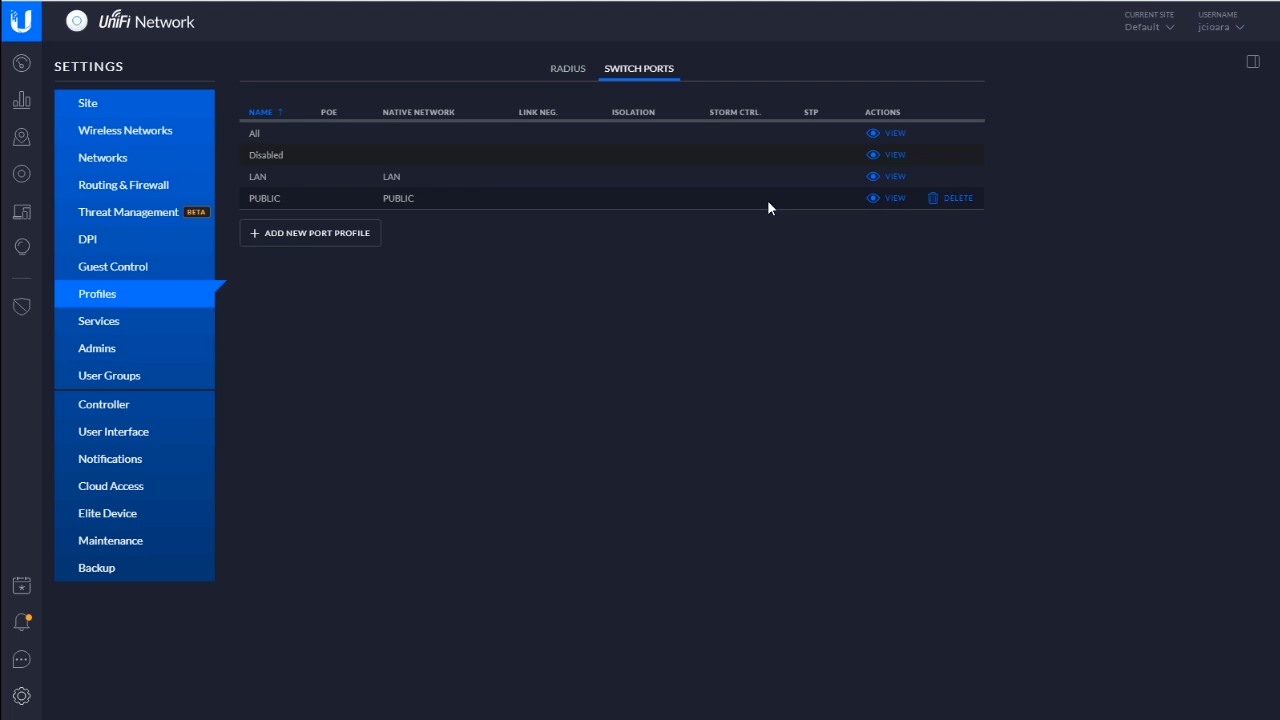 UniFi Network
CURRENT SITE
Default
USERNAME
jcioara
SETTINGS
Site
Wireless Networks
Networks
Routing & Firewall
Threat Management BETA
DPI
Guest Control
Profiles
Services
Admins
User Groups
Controller
User Interface
Notifications
Cloud Access
Elite Device
Maintenance
Backup
RADIUS SWITCH PORTS
NAME ↑ POE NATIVE NETWORK LINK NEG. ISOLATION STORM CTRL. STP ACTIONS
All VIEW
Disabled VIEW
LAN LAN VIEW
PUBLIC PUBLIC VIEW DELETE
+ ADD NEW PORT PROFILE